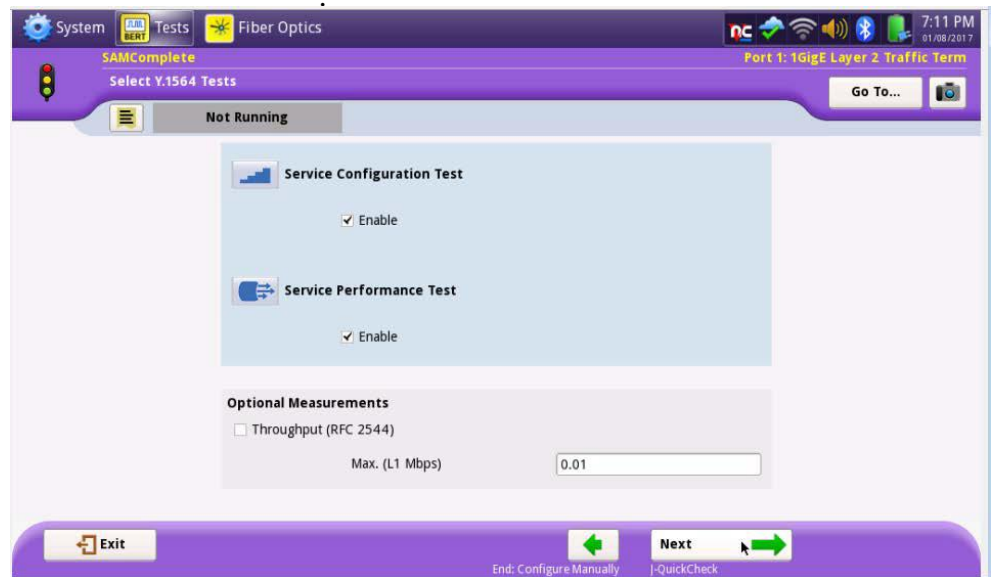 System BERT Tests Fiber Optics 7:11 PM
01/08/2017
SAMComplete Port 1: 1GigE Layer 2 Traffic Term
Select Y.1564 Tests
Go To...
Not Running
Service Configuration Test
Enable
Service Performance Test
Enable
Optional Measurements
Throughput (RFC 2544)
Max. (L1 Mbps) 0.01
Exit Next
End: Configure Manually J-QuickCheck